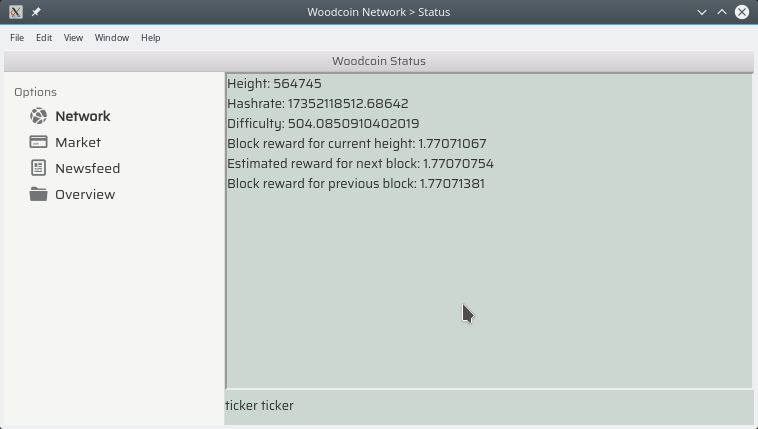 Woodcoin Network > Status
File Edit View Window Help
Woodcoin Status
Options
Network
Market
Newsfeed
Overview
Height: 564745
Hashrate: 17352118512.68642
Difficulty: 504.0850910402019
Block reward for current height: 1.77071067
Estimated reward for next block: 1.77070754
Block reward for previous block: 1.77071381
ticker ticker